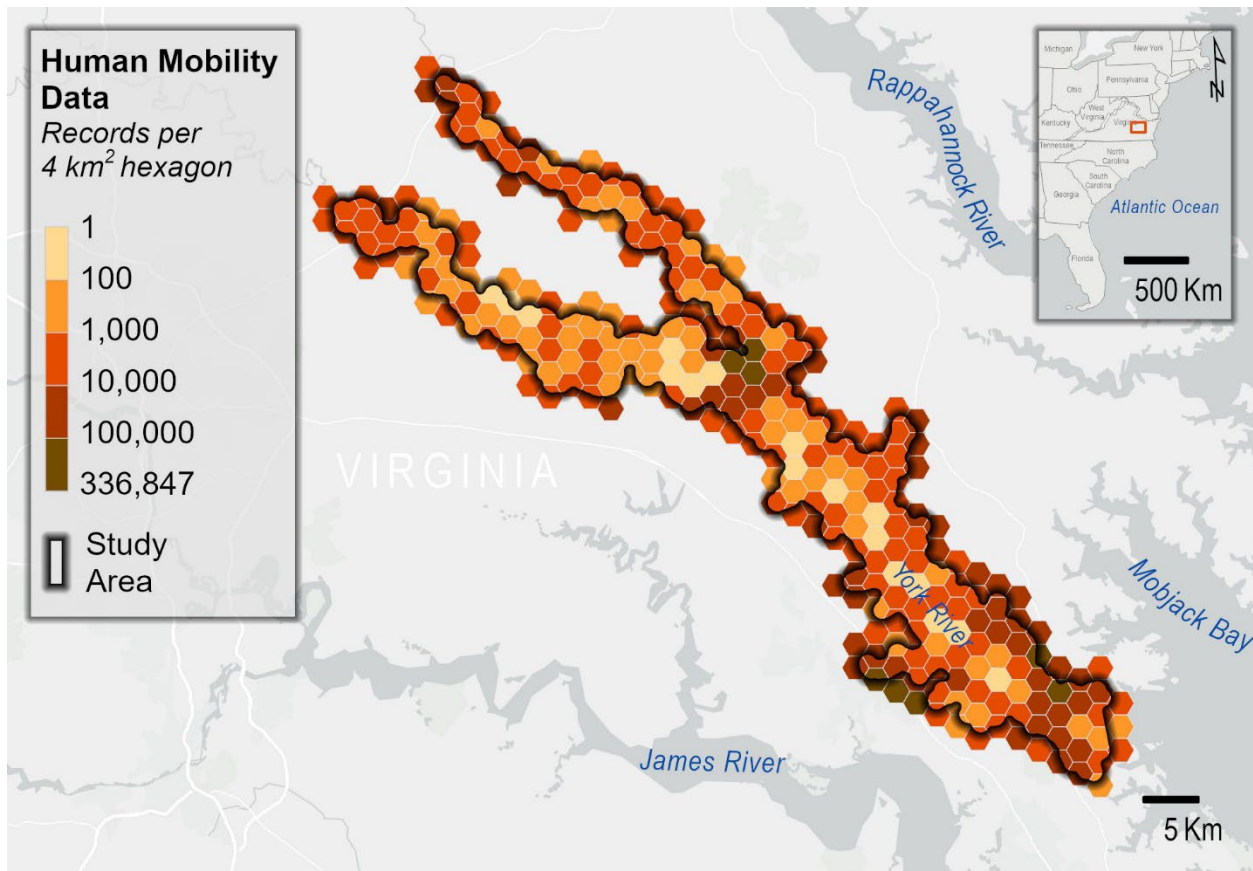 Human Mobility
Data
Records per
4 km² hexagon
1
100
1,000
10,000
100,000
336,847
Study
Area
VIRGINIA
Rappahannock River
York River
Mobjack Bay
James River
5 Km
Michigan
New York
Pennsylvania
Ohio
West
Virginia
Virginia
Kentucky
Tennessee
North
Carolina
South
Carolina
Georgia
Florida
Atlantic Ocean
500 Km
N